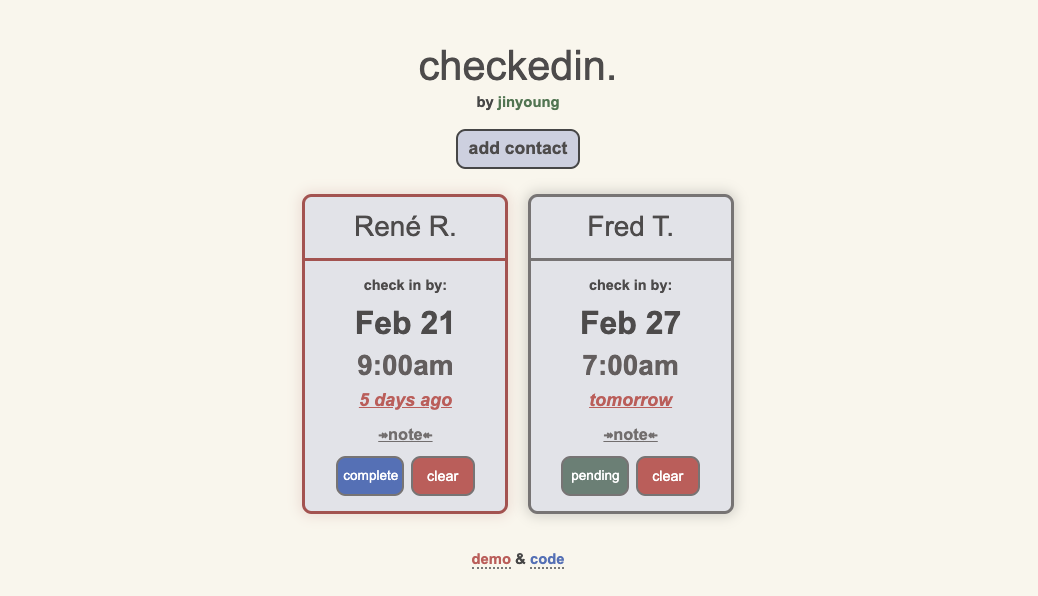 checkedin.
by jinyoung
add contact
René R.
check in by:
Feb 21
9:00am
5 days ago
↠note↞
complete clear
Fred T.
check in by:
Feb 27
7:00am
tomorrow
↠note↞
pending clear
demo & code